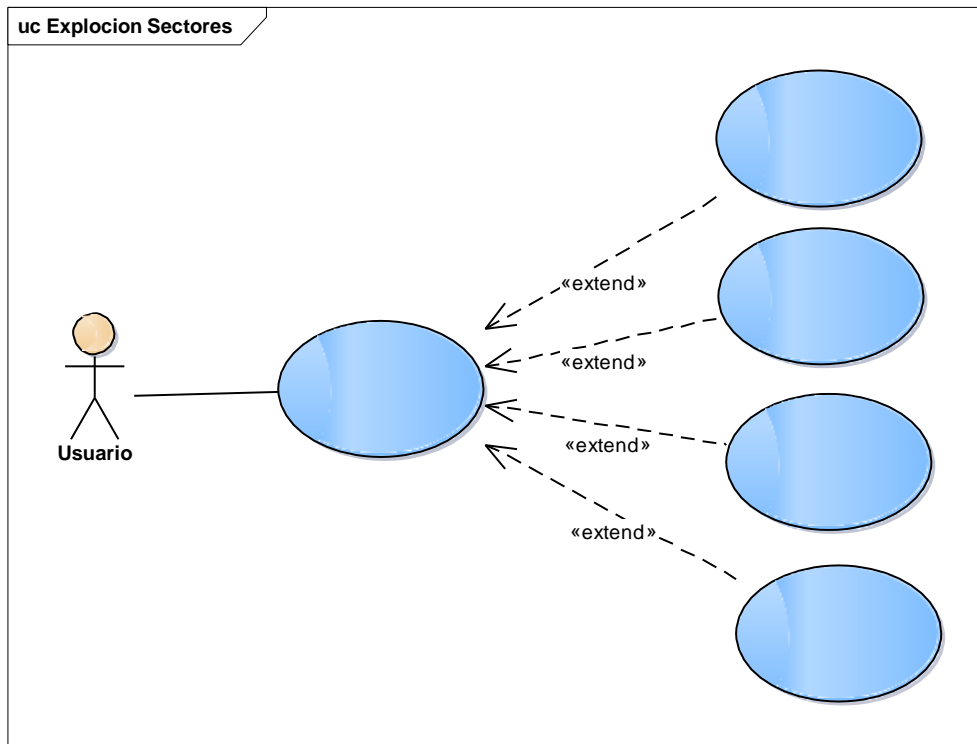 uc Explocion Sectores
«extend»
«extend»
Usuario
«extend»
«extend»